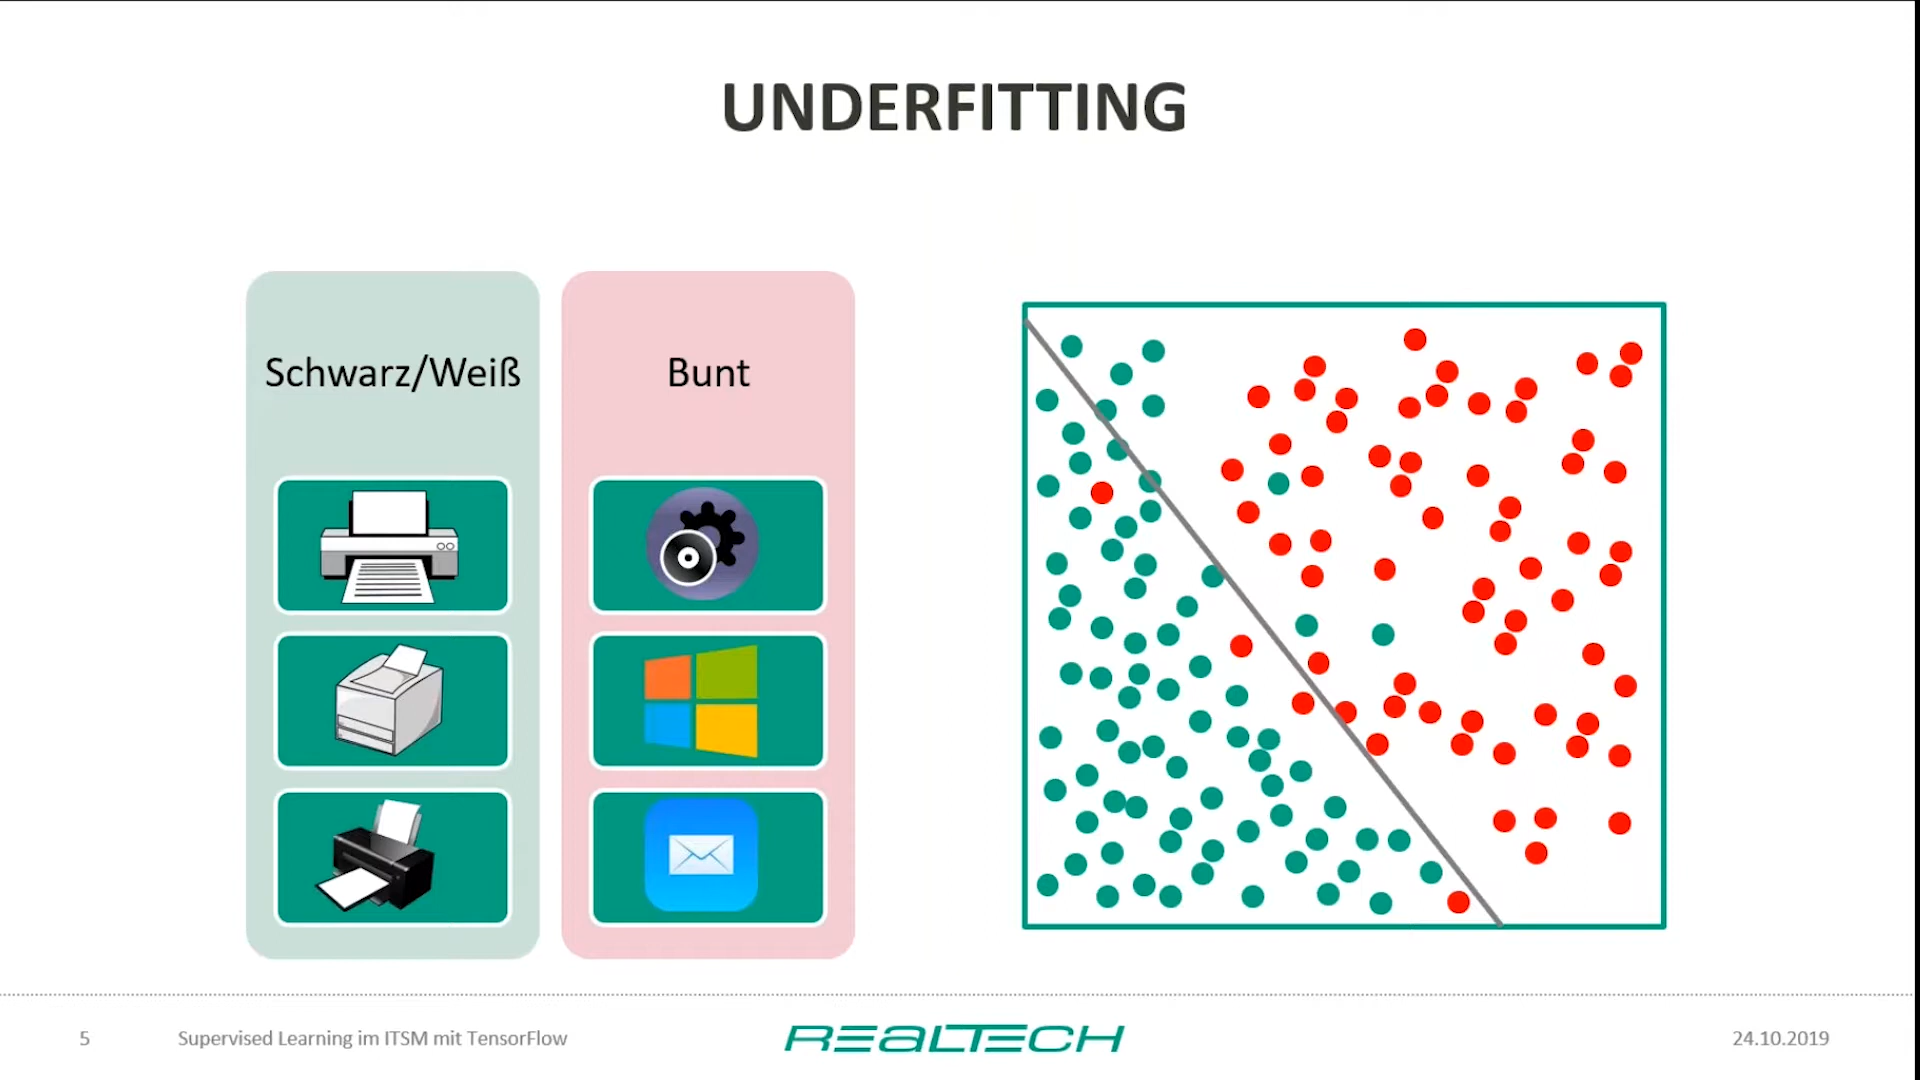 UNDERFITTING
Schwarz/Weiß
Bunt
5
Supervised Learning im ITSM mit TensorFlow
REALTECH
24.10.2019